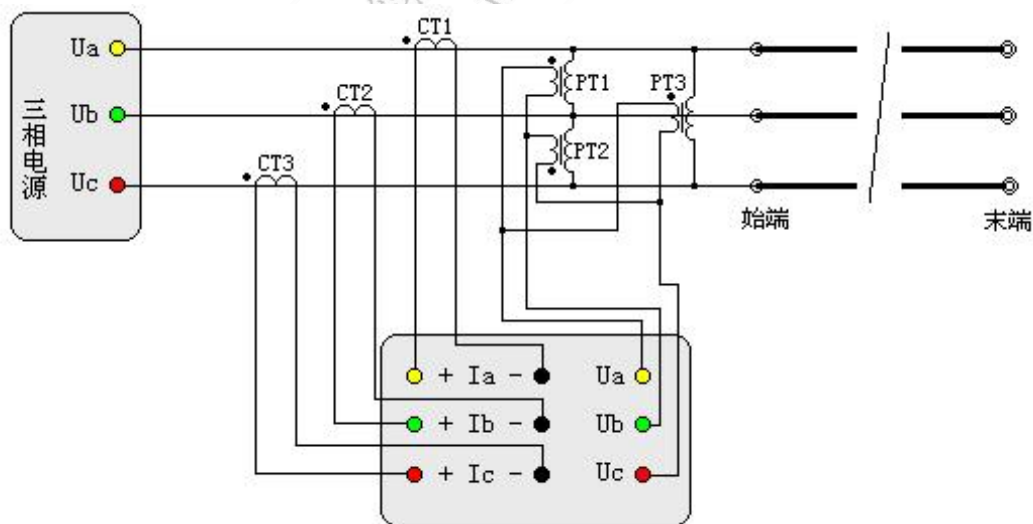 CT1
Ua
PT1
PT3
CT2
Ub
三相电源
PT2
CT3
Uc
始端
末端
+ Ia -
Ua
+ Ib -
Ub
+ Ic -
Uc